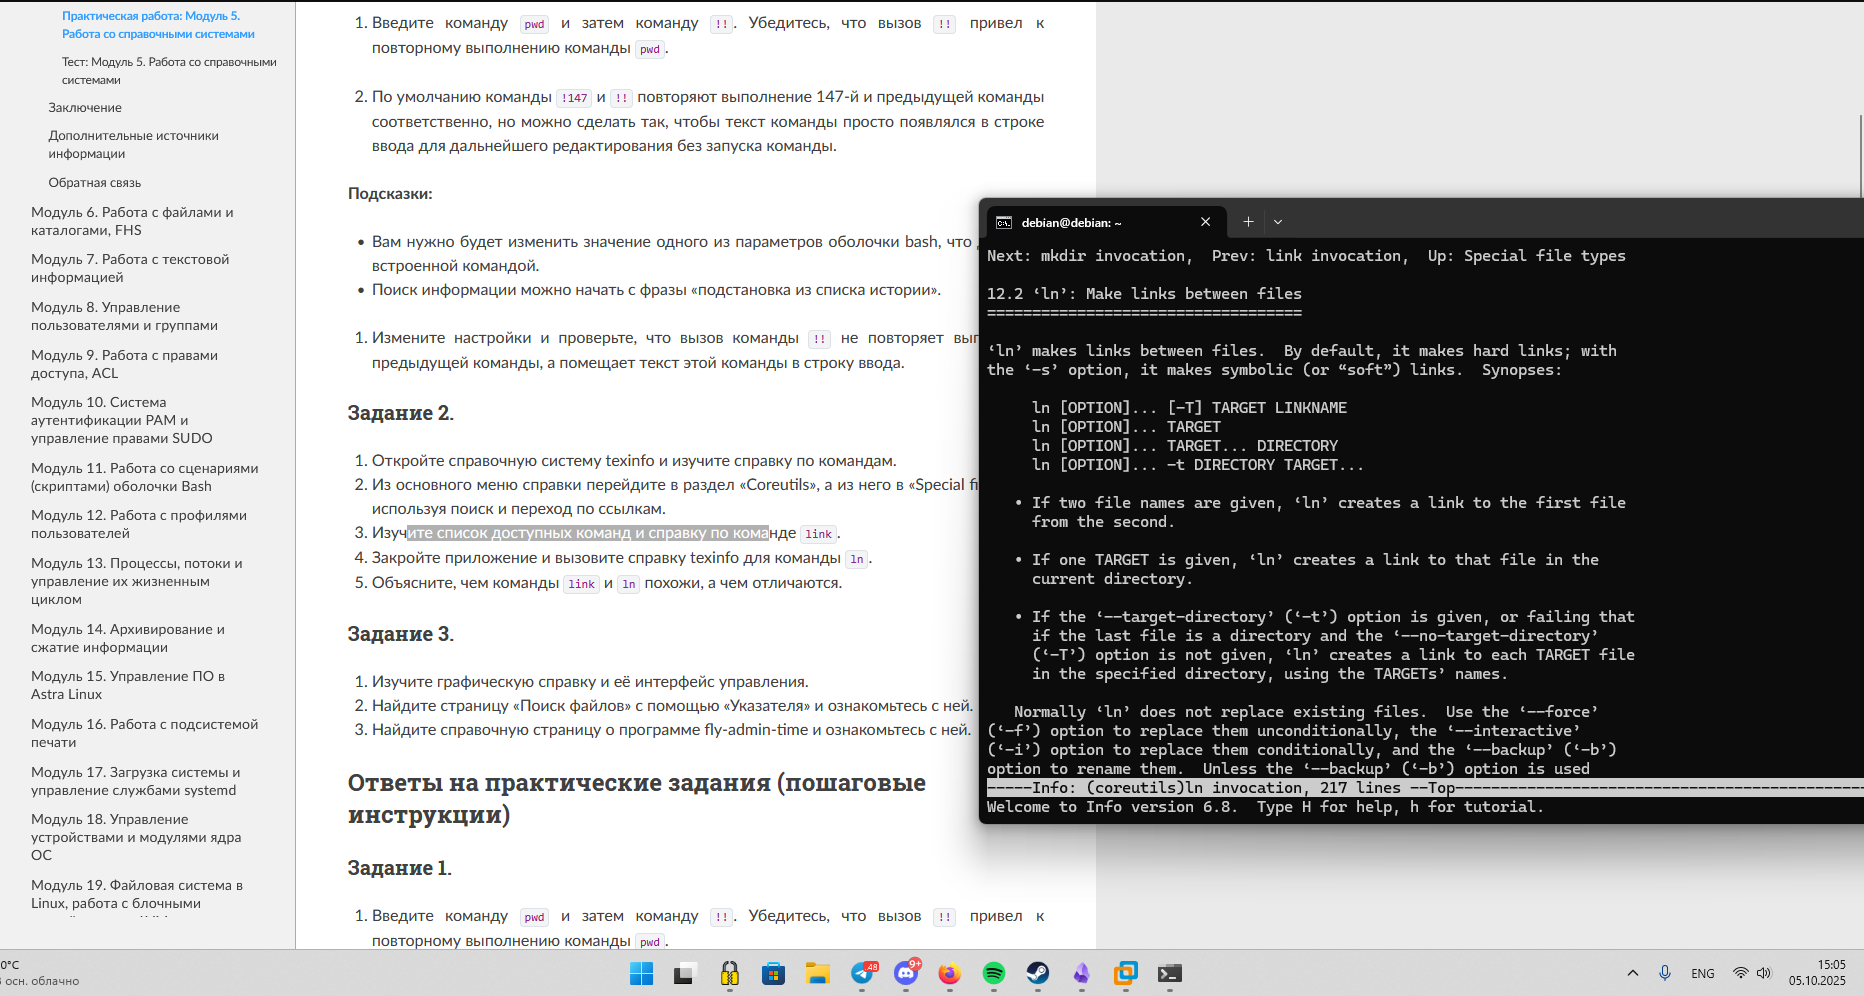 Практическая работа: Модуль 5.
Работа со справочными системами
Тест: Модуль 5. Работа со справочными
системами
Заключение
Дополнительные источники
информации
Обратная связь
Модуль 6. Работа с файлами и
каталогами, FHS
Модуль 7. Работа с текстовой
информацией
Модуль 8. Управление
пользователями и группами
Модуль 9. Работа с правами
доступа, ACL
Модуль 10. Система
аутентификации PAM и
управление правами SUDO
Модуль 11. Работа со сценариями
(скриптами) оболочки Bash
Модуль 12. Работа с профилями
пользователей
Модуль 13. Процессы, потоки и
управление их жизненным
циклом
Модуль 14. Архивирование и
сжатие информации
Модуль 15. Управление ПО в
Astra Linux
Модуль 16. Работа с подсистемой
печати
Модуль 17. Загрузка системы и
управление службами systemd
Модуль 18. Управление
устройствами и модулями ядра
ОС
Модуль 19. Файловая система в
Linux, работа с блочными
1. Введите команду pwd и затем команду !!. Убедитесь, что вызов !! привел к
повторному выполнению команды pwd.
2. По умолчанию команды !147 и !! повторяют выполнение 147-й и предыдущей команды
соответственно, но можно сделать так, чтобы текст команды просто появлялся в строке
ввода для дальнейшего редактирования без запуска команды.
Подсказки:
• Вам нужно будет изменить значение одного из параметров оболочки bash, что
встроенной командой.
• Поиск информации можно начать с фразы «подстановка из списка истории».
1. Измените настройки и проверьте, что вызов команды !! не повторяет вып
предыдущей команды, а помещает текст этой команды в строку ввода.
Задание 2.
1. Откройте справочную систему texinfo и изучите справку по командам.
2. Из основного меню справки перейдите в раздел «Coreutils», а из него в «Special fi
используя поиск и переход по ссылкам.
3. Изучите список доступных команд и справку по команде link.
4. Закройте приложение и вызовите справку texinfo для команды ln.
5. Объясните, чем команды link и ln похожи, а чем отличаются.
Задание 3.
1. Изучите графическую справку и её интерфейс управления.
2. Найдите страницу «Поиск файлов» с помощью «Указателя» и ознакомьтесь с ней.
3. Найдите справочную страницу о программе fly-admin-time и ознакомьтесь с ней.
Ответы на практические задания (пошаговые
инструкции)
Задание 1.
1. Введите команду pwd и затем команду !!. Убедитесь, что вызов !! привел к
повторному выполнению команды pwd.
debian@debian: ~
Next: mkdir invocation,  Prev: link invocation,  Up: Special file types
12.2 ‘ln’: Make links between files
===================================
‘ln’ makes links between files.  By default, it makes hard links; with
the ‘-s’ option, it makes symbolic (or “soft”) links.  Synopses:
ln [OPTION]... [-T] TARGET LINKNAME
ln [OPTION]... TARGET
ln [OPTION]... TARGET... DIRECTORY
ln [OPTION]... -t DIRECTORY TARGET...
• If two file names are given, ‘ln’ creates a link to the first file
from the second.
• If one TARGET is given, ‘ln’ creates a link to that file in the
current directory.
• If the ‘--target-directory’ (‘-t’) option is given, or failing that
if the last file is a directory and the ‘--no-target-directory’
(‘-T’) option is not given, ‘ln’ creates a link to each TARGET file
in the specified directory, using the TARGETs’ names.
Normally ‘ln’ does not replace existing files.  Use the ‘--force’
(‘-f’) option to replace them unconditionally, the ‘--interactive’
(‘-i’) option to replace them conditionally, and the ‘--backup’ (‘-b’)
option to rename them.  Unless the ‘--backup’ (‘-b’) option is used
-----Info: (coreutils)ln invocation, 217 lines --Top----------------------------------------------
Welcome to Info version 6.8.  Type H for help, h for tutorial.
0°C
осн. облачно
48
9+
ENG
15:05
05.10.2025